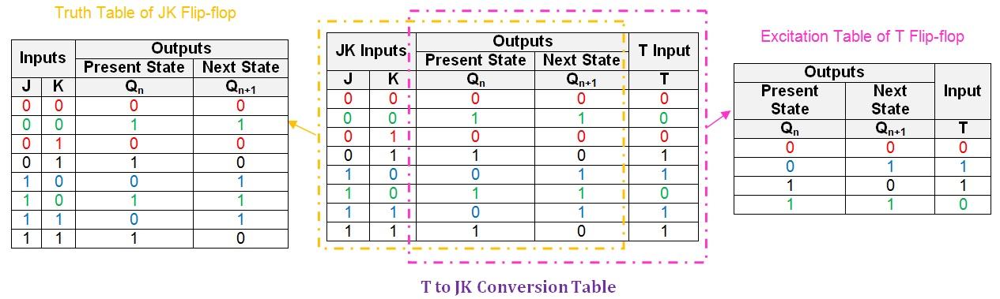 Truth Table of JK Flip-flop
Inputs Outputs
Present State Next State
J K Qn Qn+1
0 0 0 0
0 0 1 1
0 1 0 0
0 1 1 0
1 0 0 1
1 0 1 1
1 1 0 1
1 1 1 0
JK Inputs Outputs T Input
Present State Next State
J K Qn Qn+1 T
0 0 0 0 0
0 0 1 1 0
0 1 0 0 0
0 1 1 0 1
1 0 0 1 1
1 0 1 1 0
1 1 0 1 1
1 1 1 0 1
Excitation Table of T Flip-flop
Outputs Input
Present State Next State
Qn Qn+1 T
0 0 0
0 1 1
1 0 1
1 1 0
T to JK Conversion Table